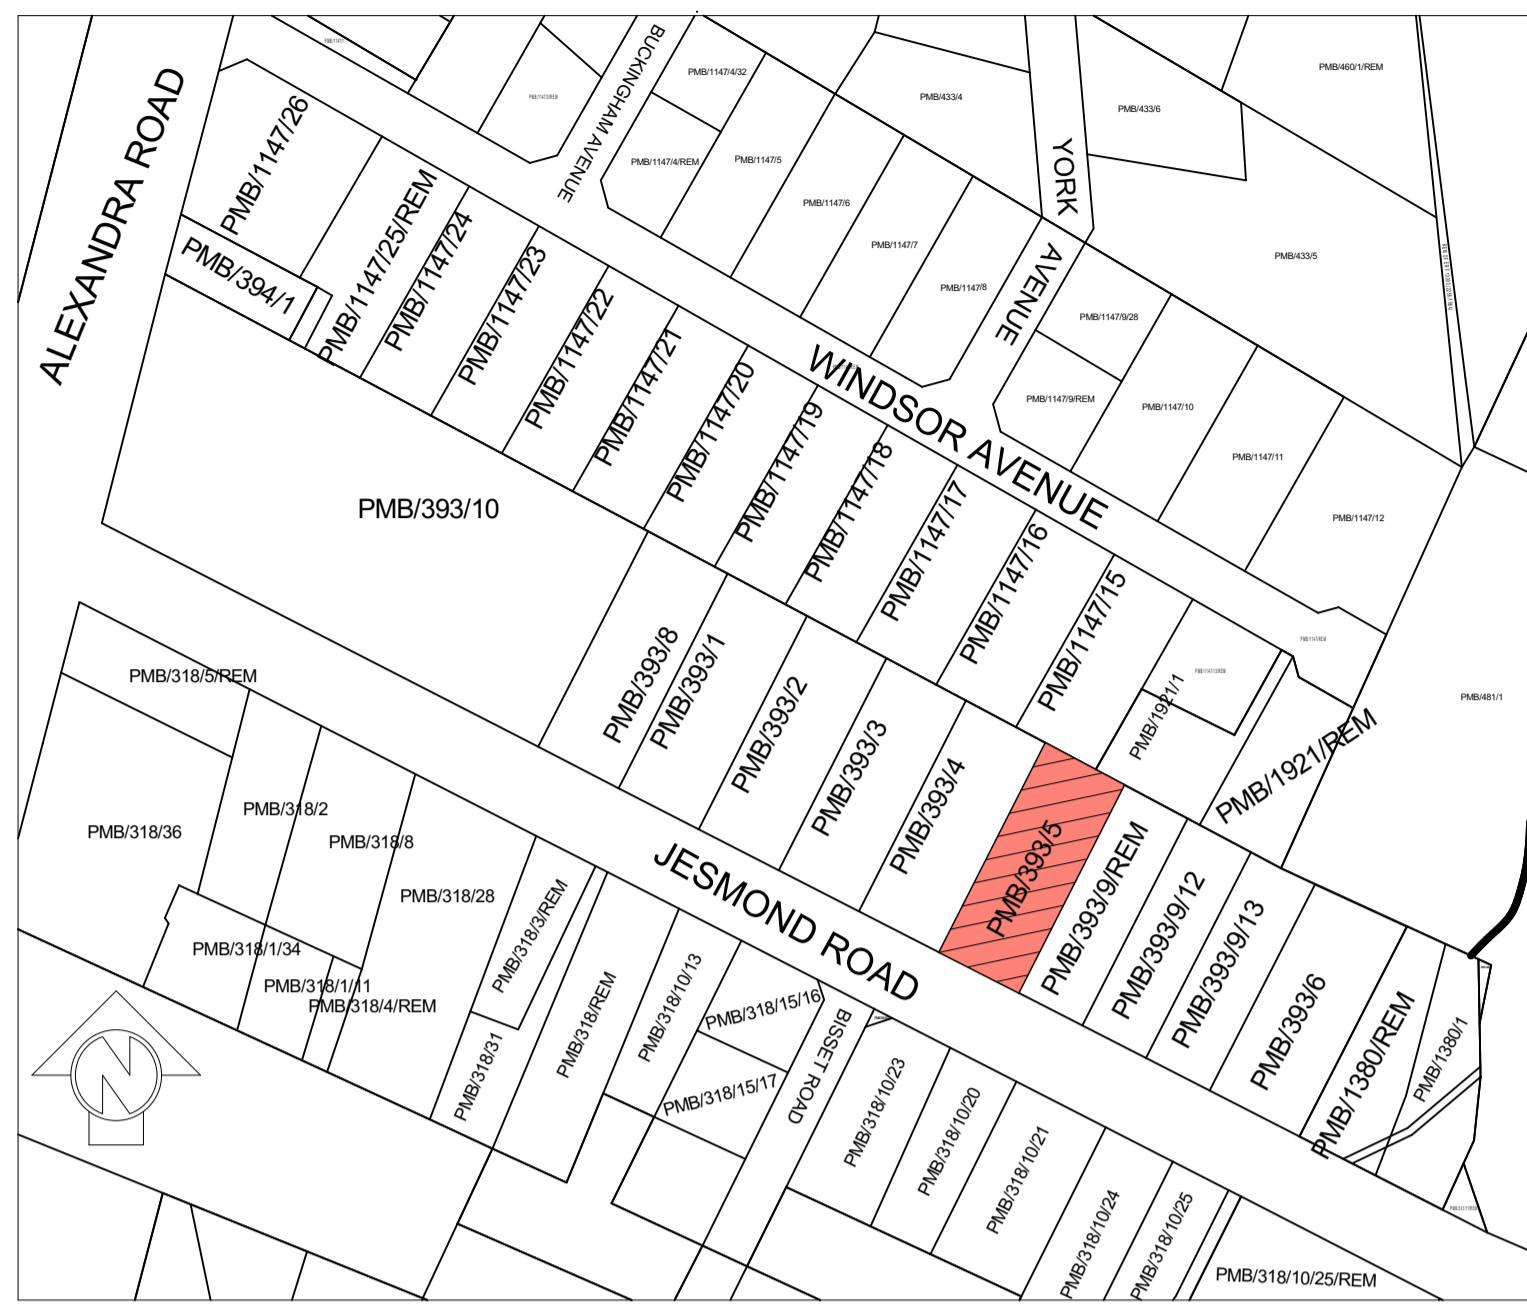 ALEXANDRA ROAD
BUCKINGHAM AVENUE
YORK
AVENUE
WINDSOR AVENUE
JESMOND ROAD
BISSET ROAD
PMB/1147/4/32
PMB/433/4
PMB/433/6
PMB/460/1/REM
PMB/1147/4/REM
PMB/1147/5
PMB/1147/6
PMB/1147/7
PMB/1147/8
PMB/433/5
PMB/1147/9/28
PMB/1147/9/REM
PMB/1147/10
PMB/1147/11
PMB/1147/12
PMB/481/1
PMB/1147/26
PMB/394/1
PMB/1147/25/REM
PMB/1147/24
PMB/1147/23
PMB/1147/22
PMB/1147/21
PMB/1147/20
PMB/1147/19
PMB/1147/18
PMB/1147/17
PMB/1147/16
PMB/1147/15
PMB/1147/13/REM
PMB/1147/REM
PMB/1921/1
PMB/1921/REM
PMB/393/10
PMB/393/8
PMB/393/1
PMB/393/2
PMB/393/3
PMB/393/4
PMB/393/5
PMB/393/9/REM
PMB/393/9/12
PMB/393/9/13
PMB/393/6
PMB/1380/REM
PMB/1380/1
PMB/318/5/REM
PMB/318/36
PMB/318/2
PMB/318/8
PMB/318/28
PMB/318/1/34
PMB/318/1/11
PMB/318/4/REM
PMB/318/3/REM
PMB/318/31
PMB/318/REM
PMB/318/10/13
PMB/318/15/16
PMB/318/15/17
PMB/318/10/23
PMB/318/10/20
PMB/318/10/21
PMB/318/10/24
PMB/318/10/25
PMB/318/10/25/REM
N